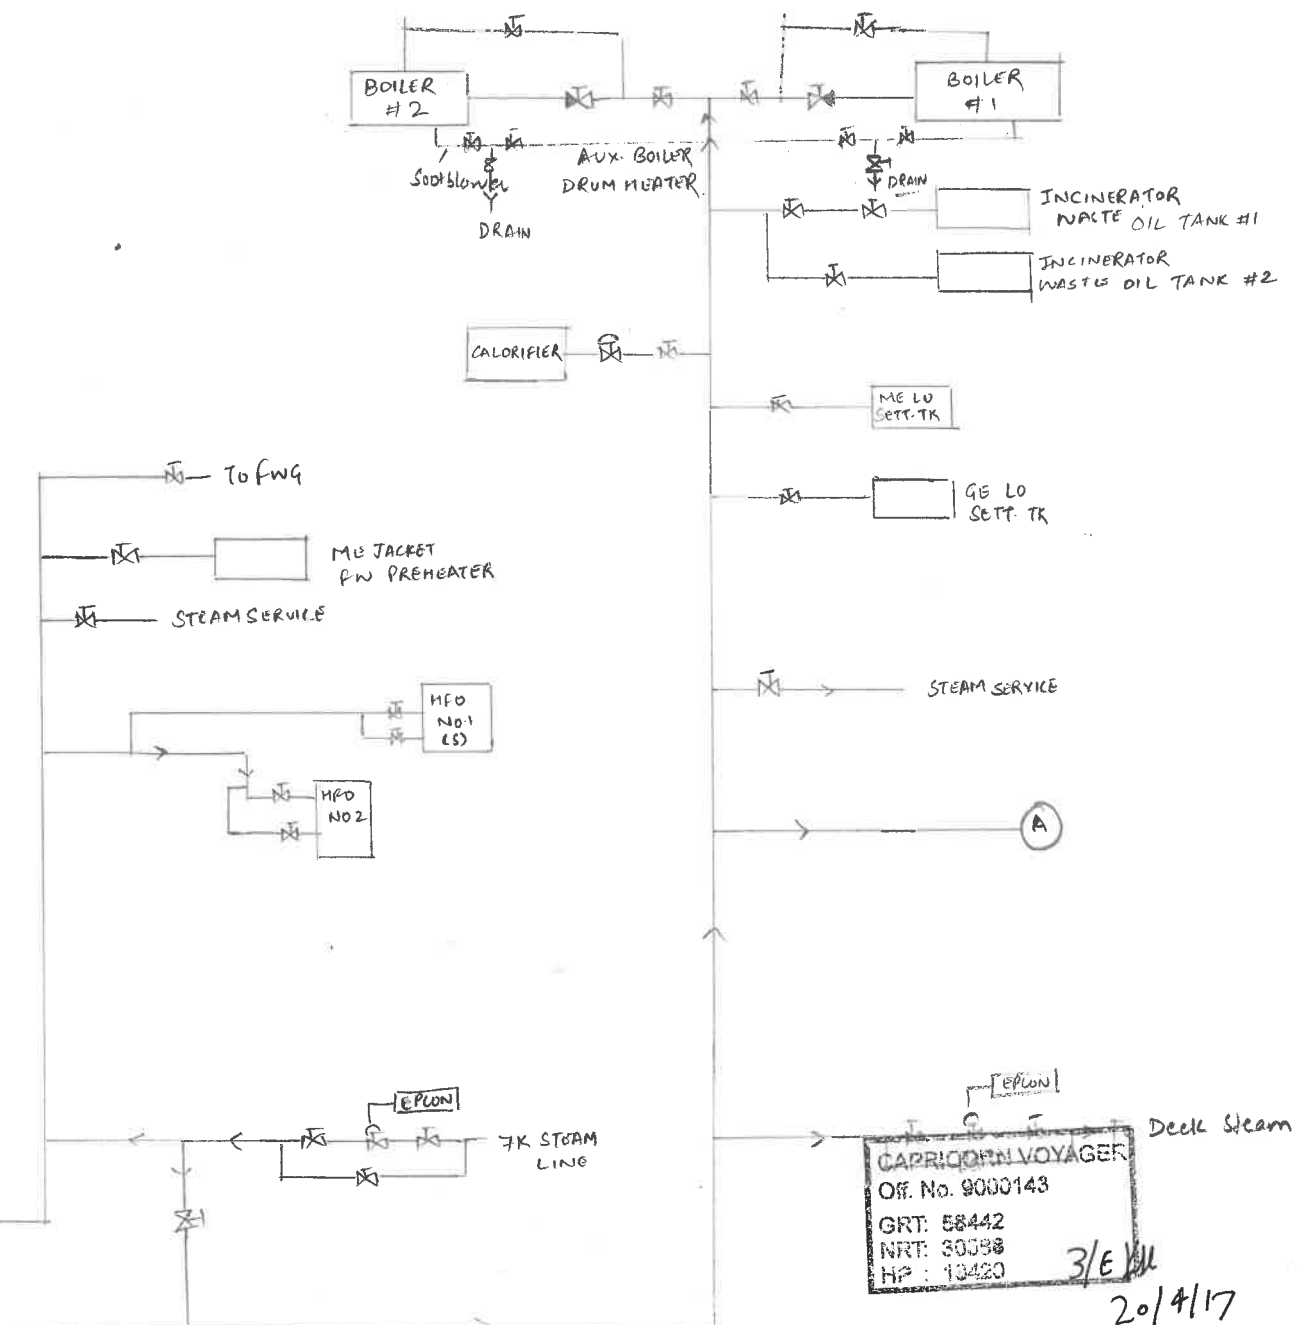 BOILER
#2
BOILER
#1
AUX. BOILER
DRUM HEATER
Sootblower
DRAIN
DRAIN
INCINERATOR
WASTE OIL TANK #1
INCINERATOR
WASTE OIL TANK #2
CALORIFIER
ME LO
SETT. TK
GE LO
SETT. TK
TO FWG
ME JACKET
FW PREHEATER
STEAM SERVICE
HFO
NO.1
(S)
HFO
NO 2
STEAM SERVICE
A
EPCON
7K STEAM
LINE
EPCON
Deck Steam
CAPRICORN VOYAGER
Off. No. 9000143
GRT: 58442
NRT: 
HP : 13420
3/E
20/4/17